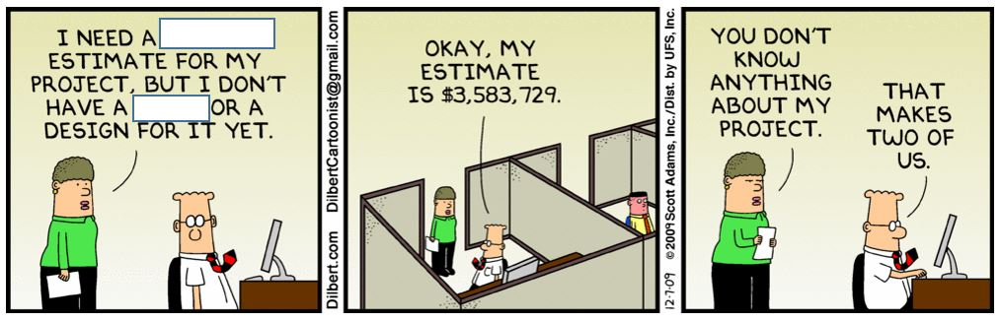 I NEED A
ESTIMATE FOR MY
PROJECT, BUT I DON'T
HAVE A OR A
DESIGN FOR IT YET.
Dilbert.com DilbertCartoonist@gmail.com
OKAY, MY
ESTIMATE
IS $3,583,729.
12-7-09 ©2009 Scott Adams, Inc./Dist. by UFS, Inc.
YOU DON'T
KNOW
ANYTHING
ABOUT MY
PROJECT.
THAT
MAKES
TWO OF
US.